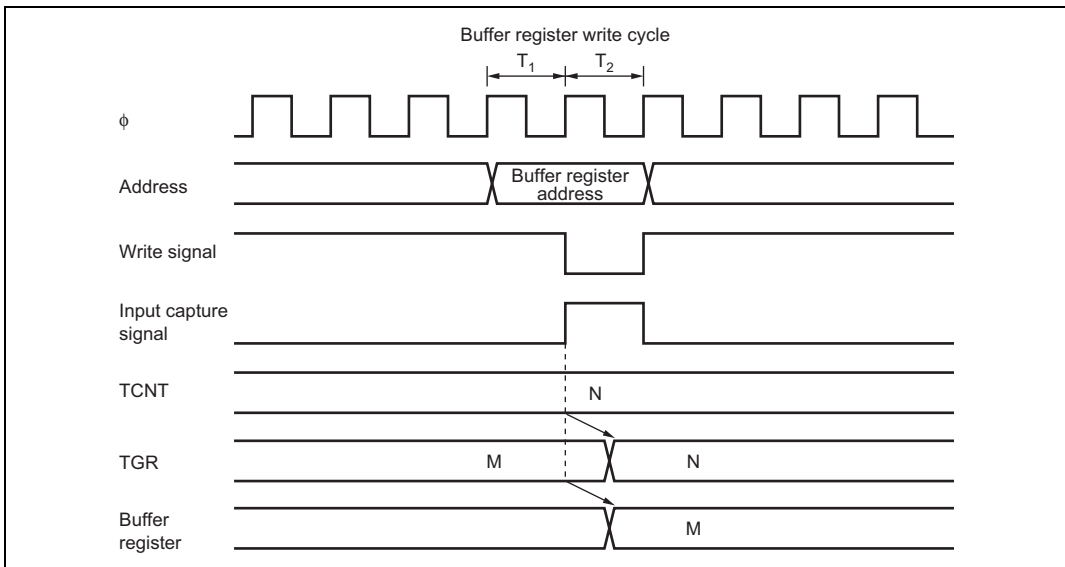 Buffer register write cycle
T₁ T₂
ϕ
Address
Buffer register
address
Write signal
Input capture
signal
TCNT
N
TGR
M N
Buffer
register
M